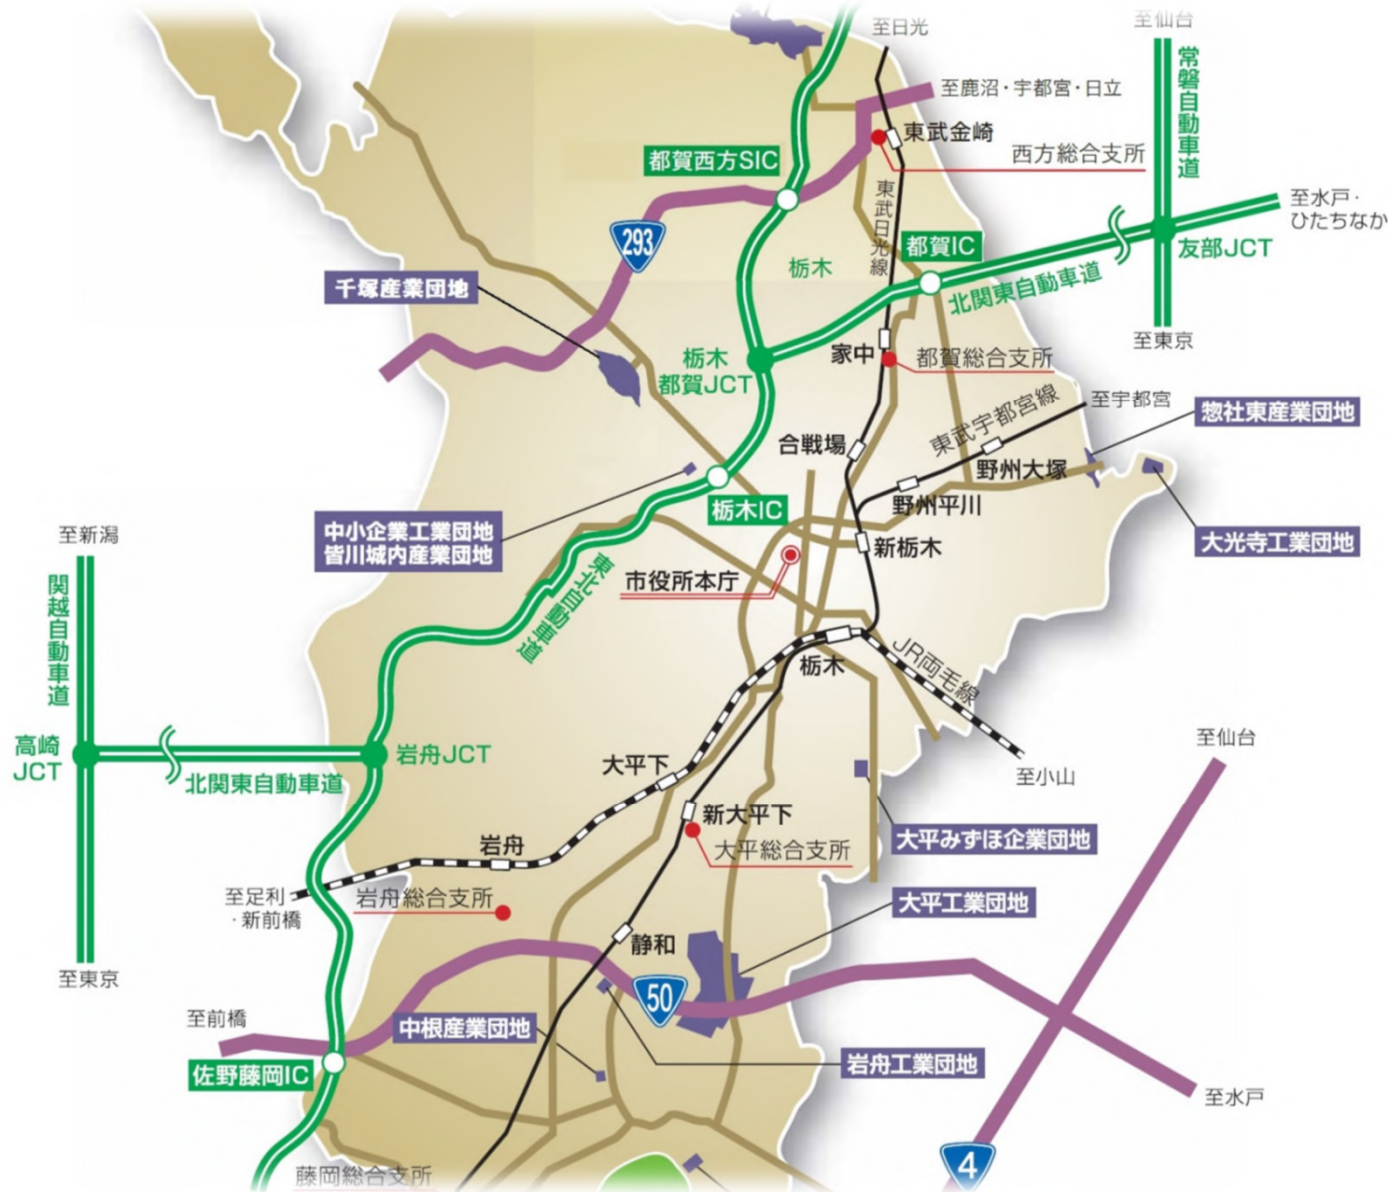 至日光
至仙台
常磐自動車道
至鹿沼・宇都宮・日立
東武金崎
都賀西方SIC
西方総合支所
東武日光線
至水戸・
ひたちなか
293
都賀IC
友部JCT
栃木
千塚産業団地
北関東自動車道
至東京
家中
都賀総合支所
栃木
都賀JCT
至宇都宮
惣社東産業団地
東武宇都宮線
合戦場
野州大塚
野州平川
栃木IC
中小企業工業団地
皆川城内産業団地
至新潟
大光寺工業団地
新栃木
関越自動車道
東北自動車道
市役所本庁
栃木
JR両毛線
高崎
JCT
岩舟JCT
北関東自動車道
大平下
至小山
至仙台
新大平下
大平総合支所
大平みずほ企業団地
岩舟
至足利
・新前橋
岩舟総合支所
大平工業団地
静和
至東京
50
至前橋
中根産業団地
岩舟工業団地
佐野藤岡IC
至水戸
4
藤岡総合支所